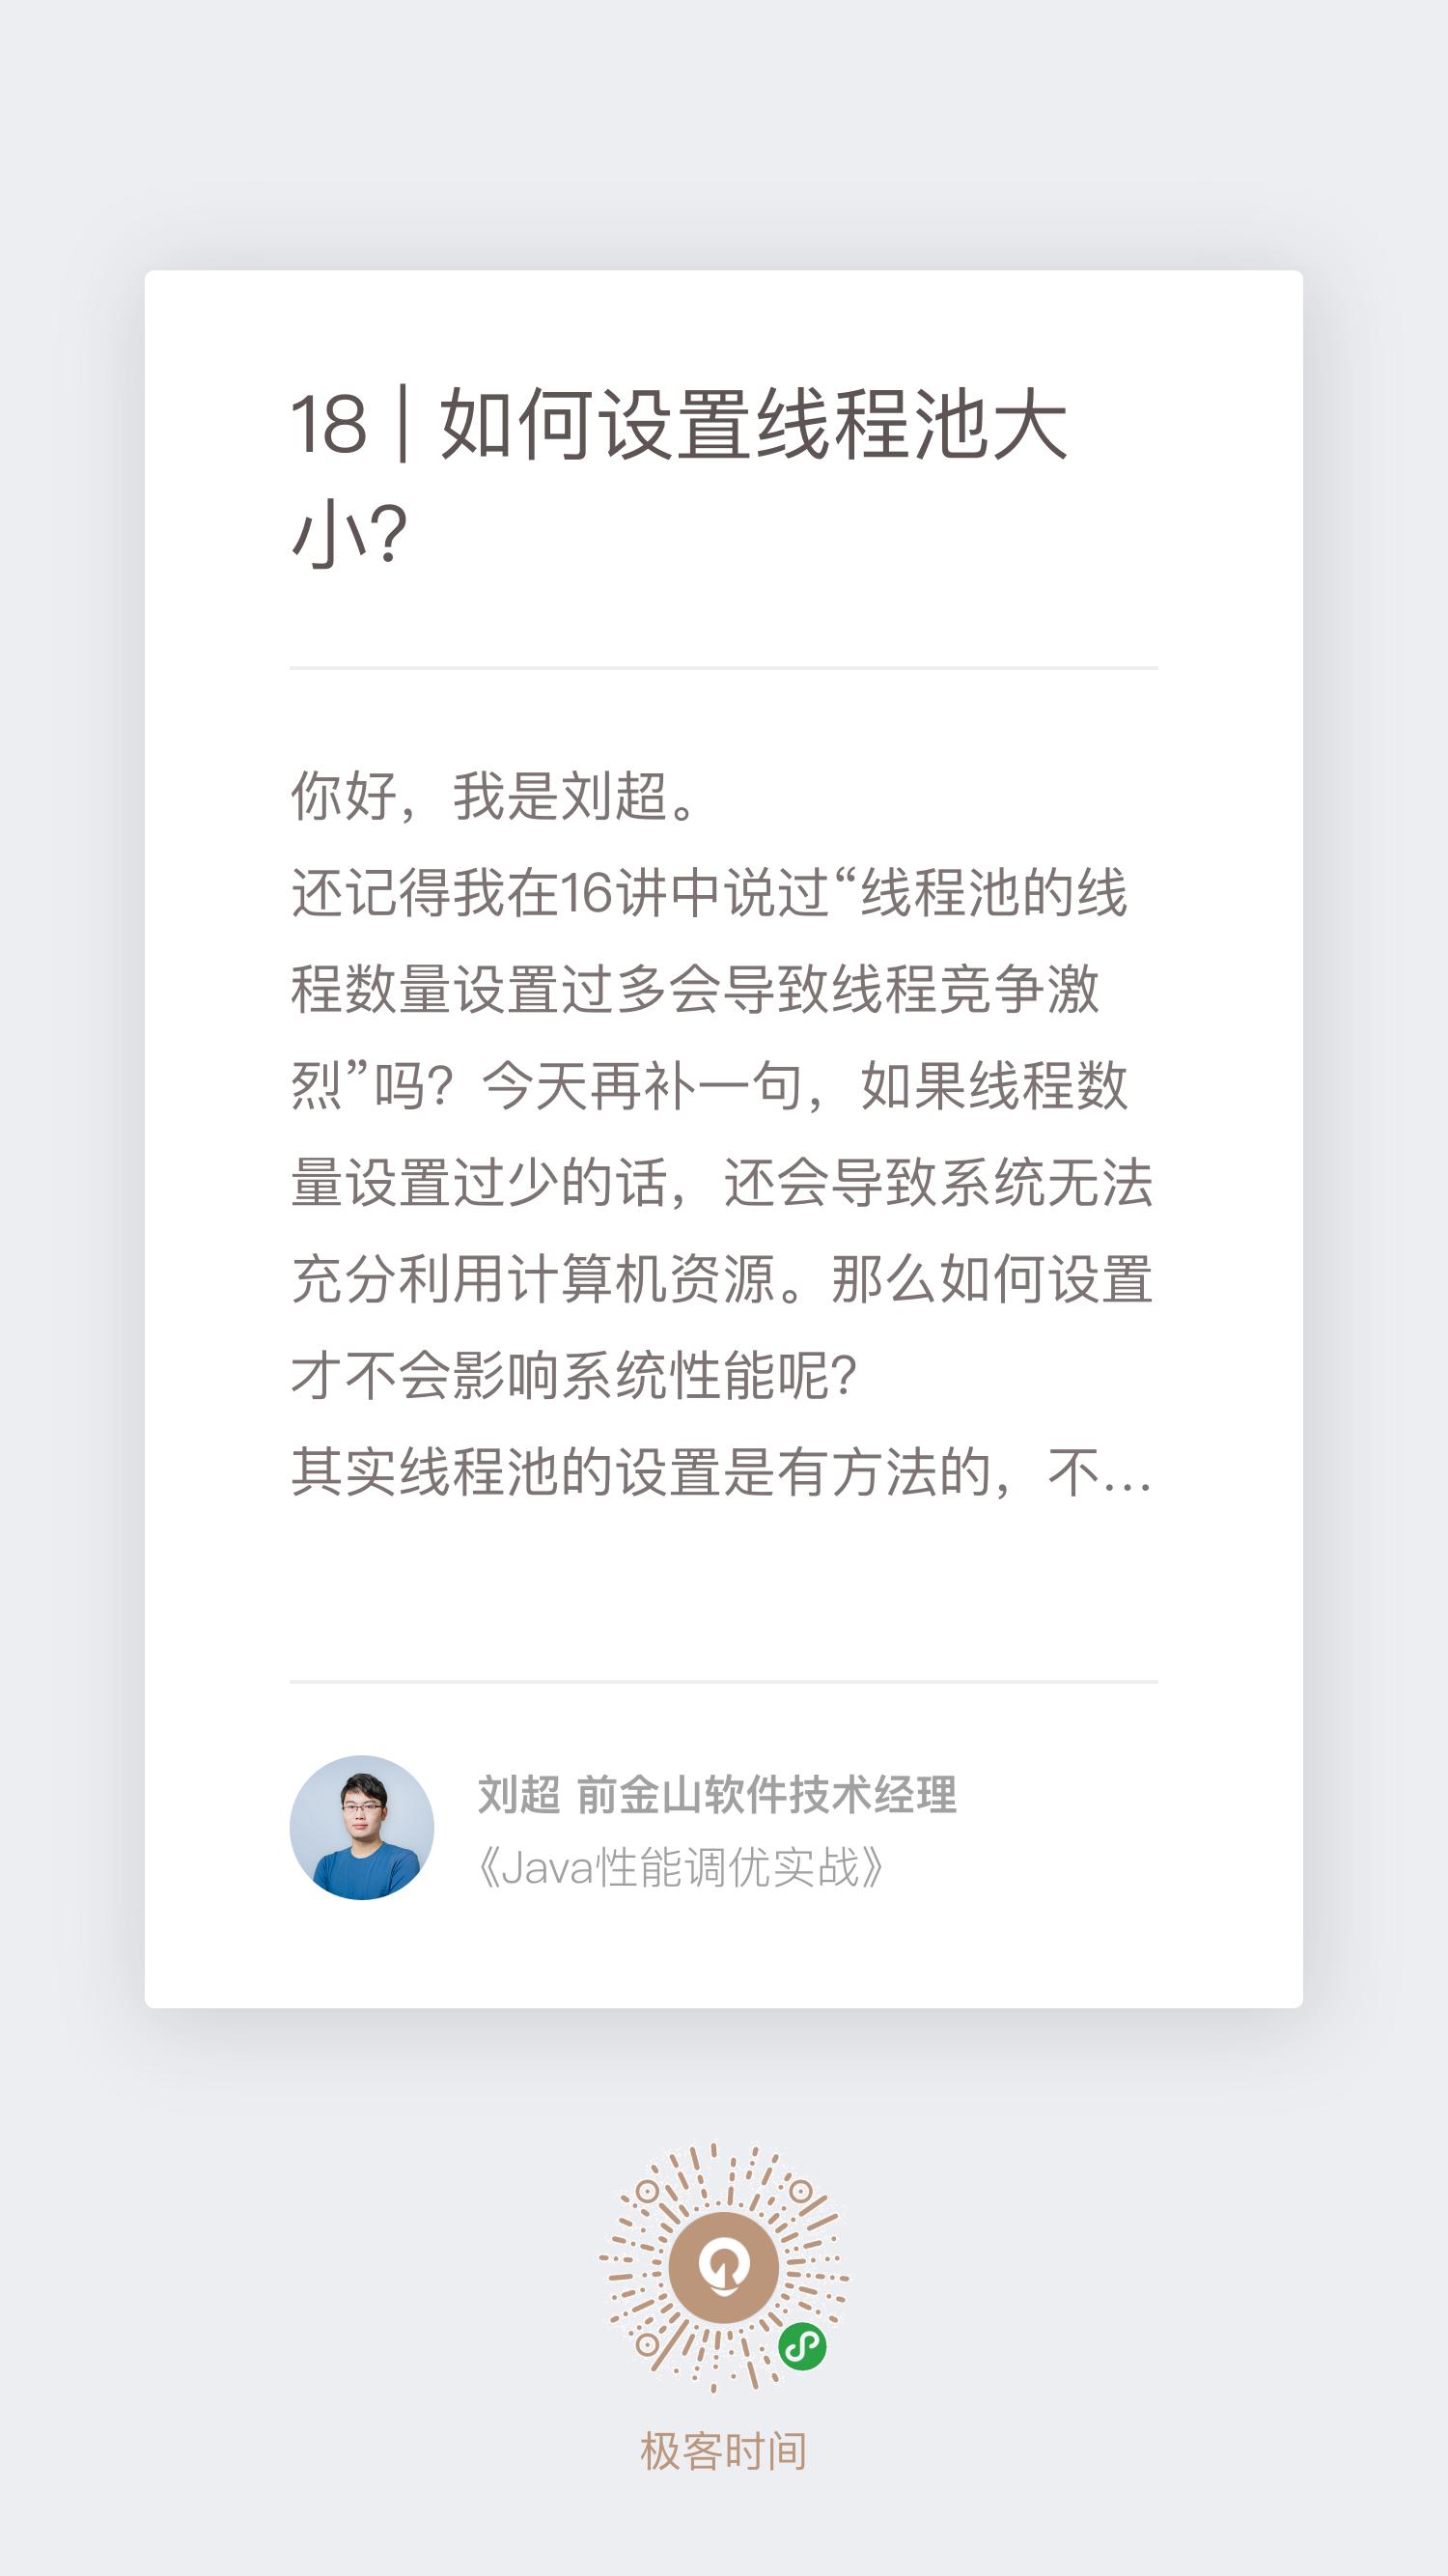 18 | 如何设置线程池大
小？
你好，我是刘超。
还记得我在16讲中说过“线程池的线
程数量设置过多会导致线程竞争激
烈”吗？今天再补一句，如果线程数
量设置过少的话，还会导致系统无法
充分利用计算机资源。那么如何设置
才不会影响系统性能呢？
其实线程池的设置是有方法的，不...
刘超 前金山软件技术经理
《Java性能调优实战》
极客时间